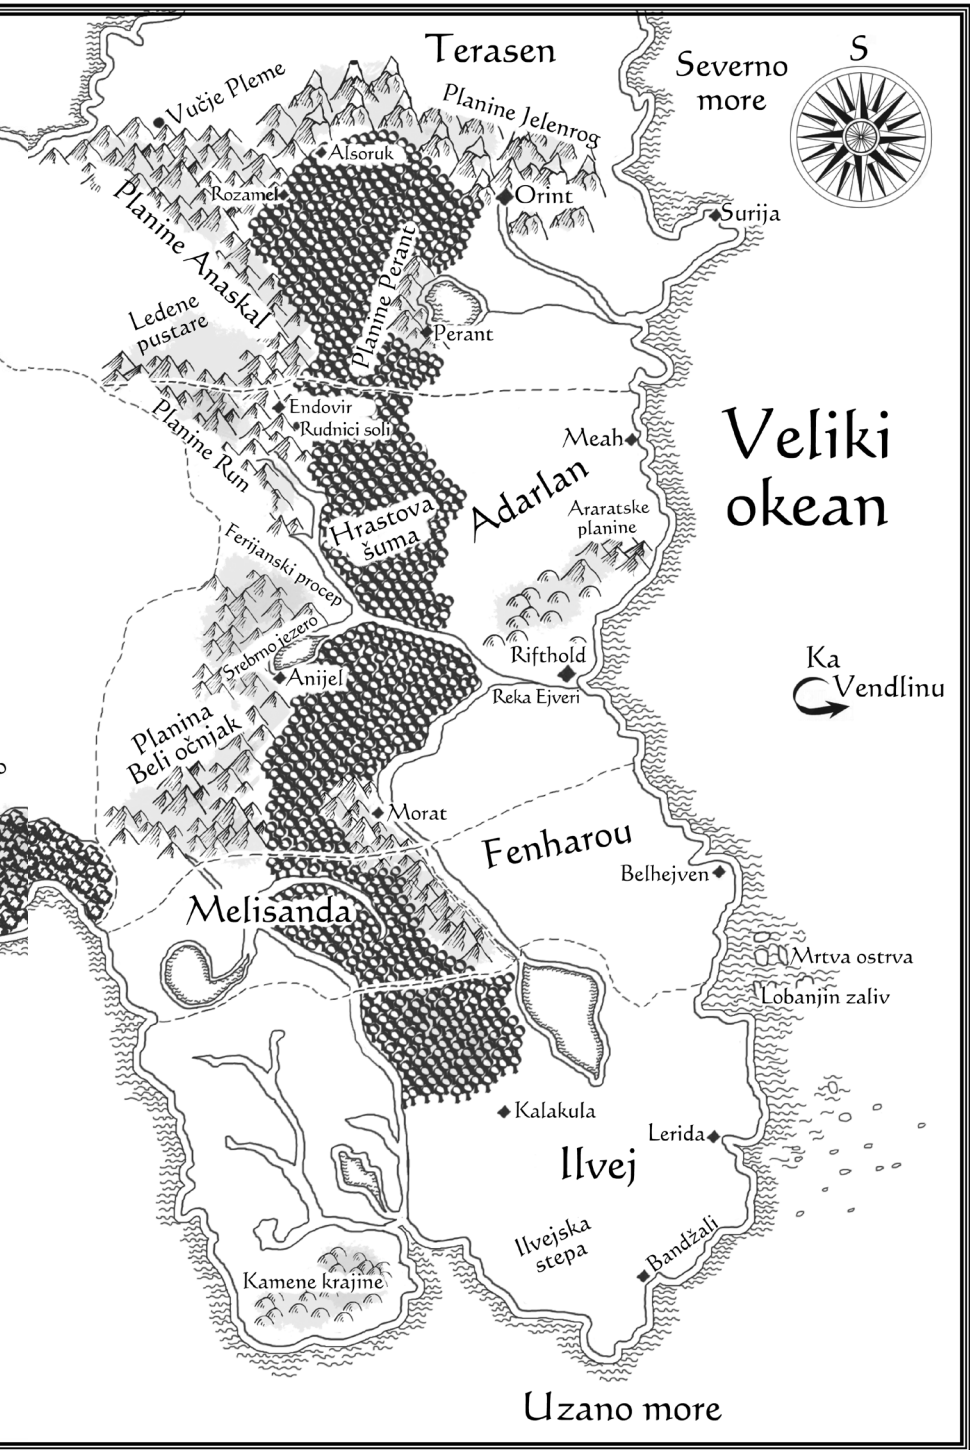 Terasen
Severno
more
S
Vučje Pleme
Planine Jelenrog
Alsoruk
Rozamel
Orint
Surija
Planine Anaskal
Planine Perant
Ledene
pustare
Perant
Endovir
Rudnici soli
Planine Run
Meah
Veliki
okean
Adarlan
Hrastova
šuma
Araratske
planine
Ferijanski procep
Srebrno jezero
Anijel
Rifthold
Reka Ejveri
Ka
Vendlinu
Planina
Beli očnjak
o
Morat
Fenharou
Belhejven
Melisanda
Mrtva ostrva
Lobanjin zaliv
Kalakula
Lerida
Ilvej
Ilvejska
stepa
Bandžali
Kamene krajine
Uzano more